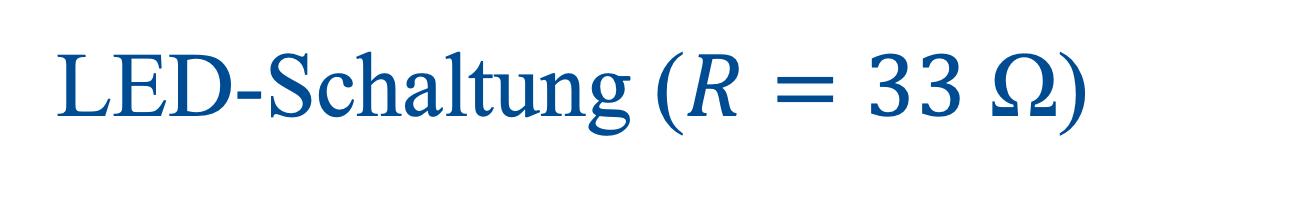 LED-Schaltung (R = 33 Ω)